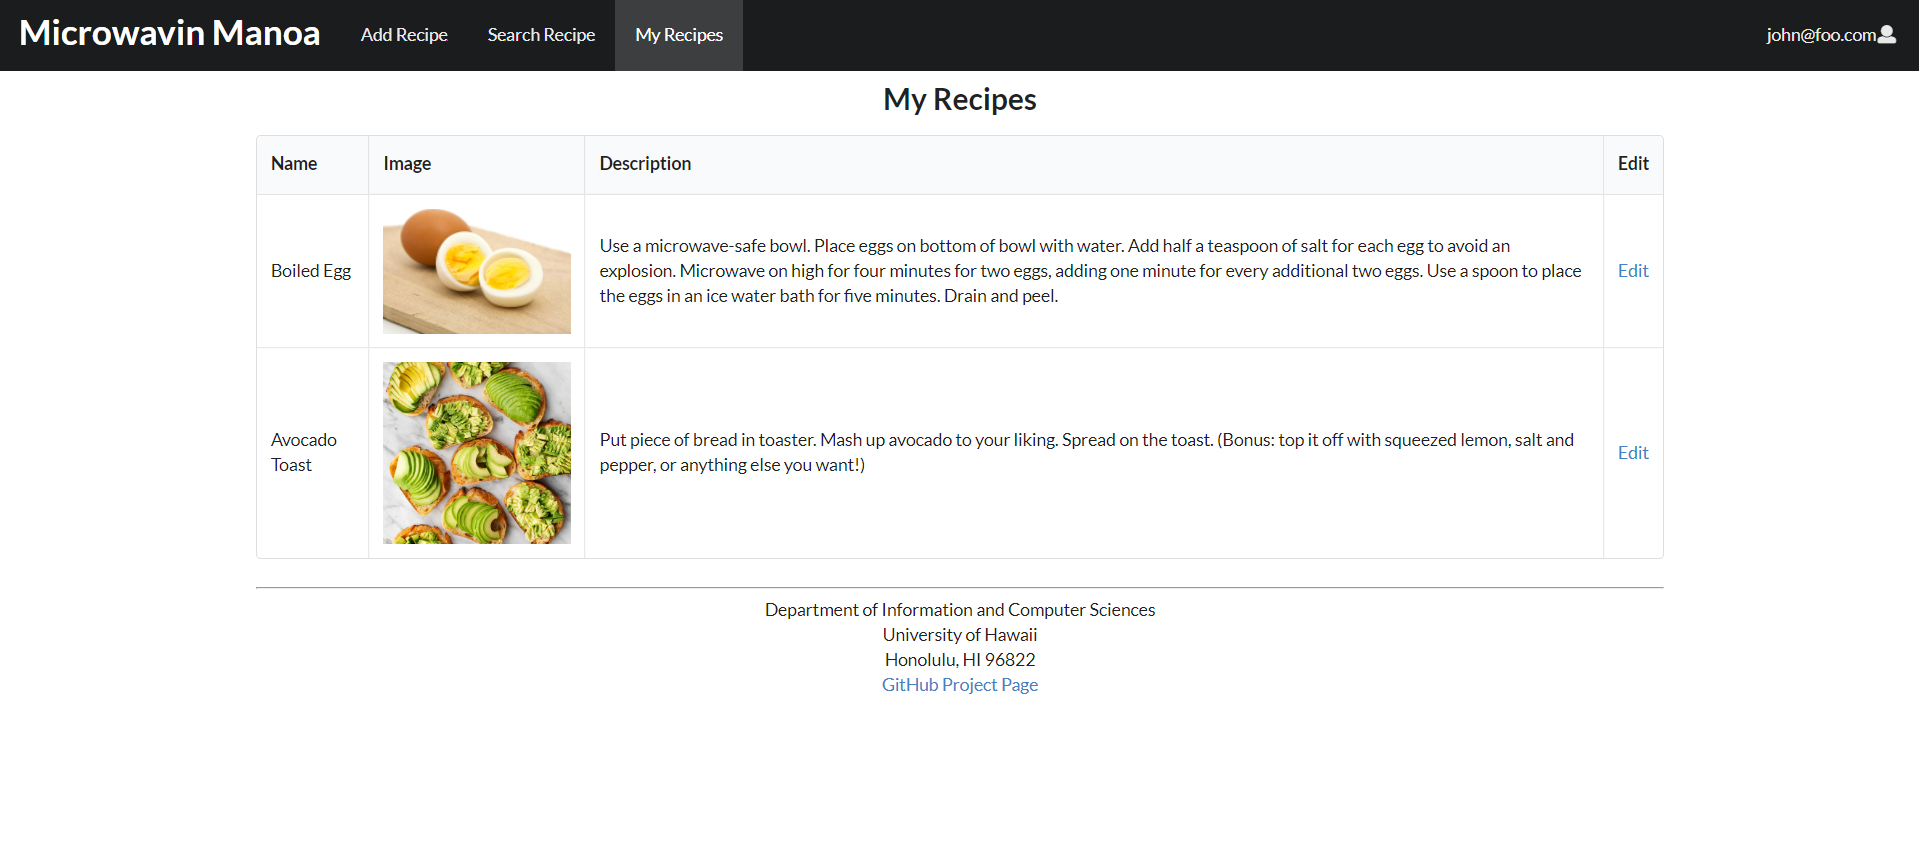 Microwavin Manoa Add Recipe Search Recipe My Recipes john@foo.com
My Recipes
Name Image Description Edit
Boiled Egg
Use a microwave-safe bowl. Place eggs on bottom of bowl with water. Add half a teaspoon of salt for each egg to avoid an
explosion. Microwave on high for four minutes for two eggs, adding one minute for every additional two eggs. Use a spoon to place
the eggs in an ice water bath for five minutes. Drain and peel.
Edit
Avocado
Toast
Put piece of bread in toaster. Mash up avocado to your liking. Spread on the toast. (Bonus: top it off with squeezed lemon, salt and
pepper, or anything else you want!)
Edit
Department of Information and Computer Sciences
University of Hawaii
Honolulu, HI 96822
GitHub Project Page